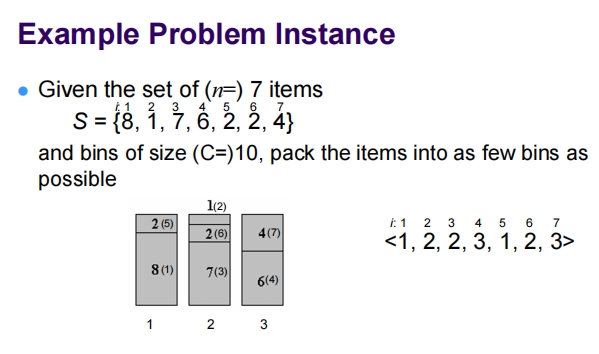 Example Problem Instance
• Given the set of (n=) 7 items
i: 1 2 3 4 5 6 7
S = {8, 1, 7, 6, 2, 2, 4}
and bins of size (C=)10, pack the items into as few bins as
possible
1(2)
2 (5) 2 (6) 4 (7)
8 (1) 7(3) 6(4)
1 2 3
i: 1 2 3 4 5 6 7
<1, 2, 2, 3, 1, 2, 3>